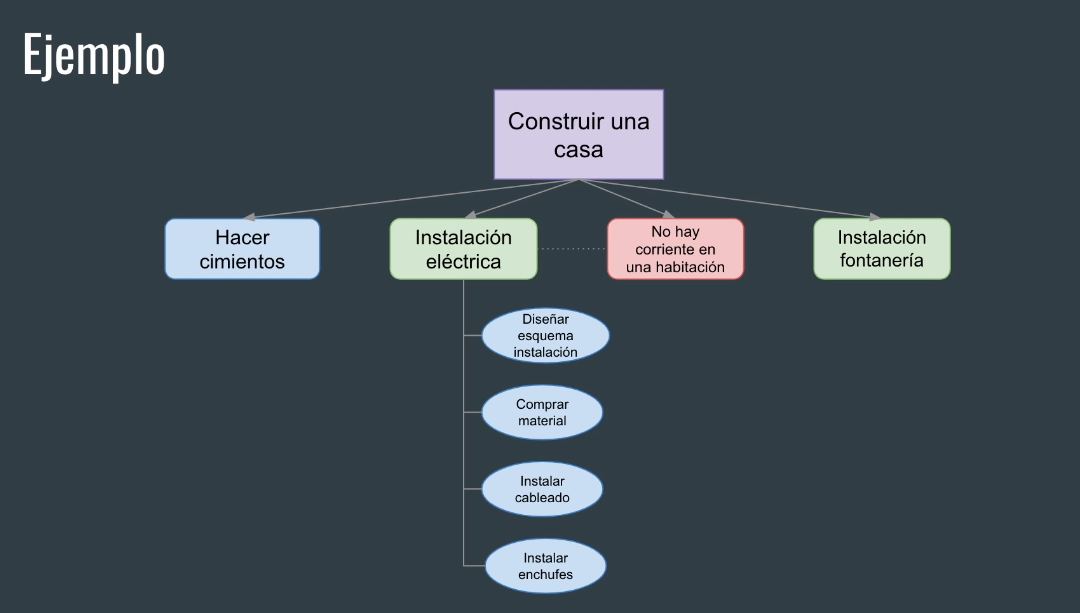 Ejemplo
Construir una
casa
Hacer
cimientos
Instalación
eléctrica
No hay
corriente en
una habitación
Instalación
fontanería
Diseñar
esquema
instalación
Comprar
material
Instalar
cableado
Instalar
enchufes